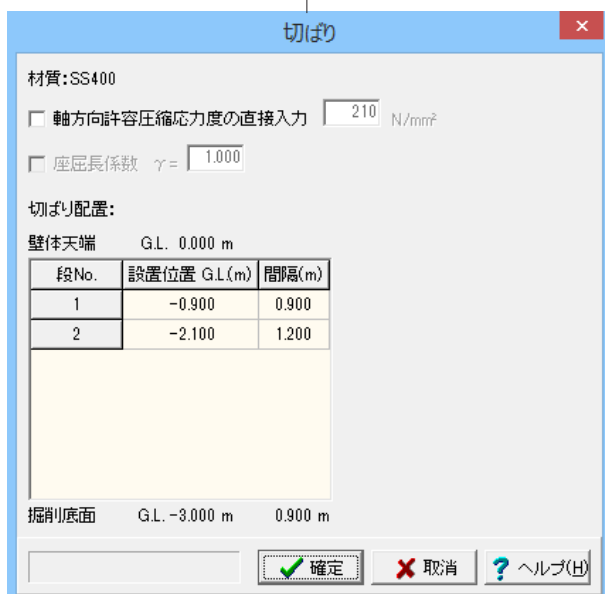 切ばり
材質:SS400
軸方向許容圧縮応力度の直接入力 210 N/mm²
座屈長係数 γ= 1.000
切ばり配置:
壁体天端 G.L. 0.000 m
段No. 設置位置 G.L.(m) 間隔(m)
1 -0.900 0.900
2 -2.100 1.200
掘削底面 G.L. -3.000 m 0.900 m
確定 取消 ? ヘルプ(H)